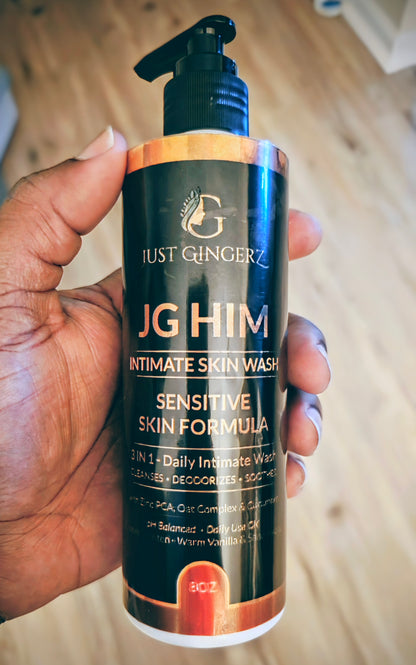 G
JUST GINGERZ
JG HIM
INTIMATE SKIN WASH
SENSITIVE
SKIN FORMULA
3 IN 1 - Daily Intimate Wash
CLEANSES • DEODORIZES • SOOTHES
with Zinc PCA, Oat Complex & Cucumber
pH Balanced • Daily Use OK
Warm Vanilla &
8OZ